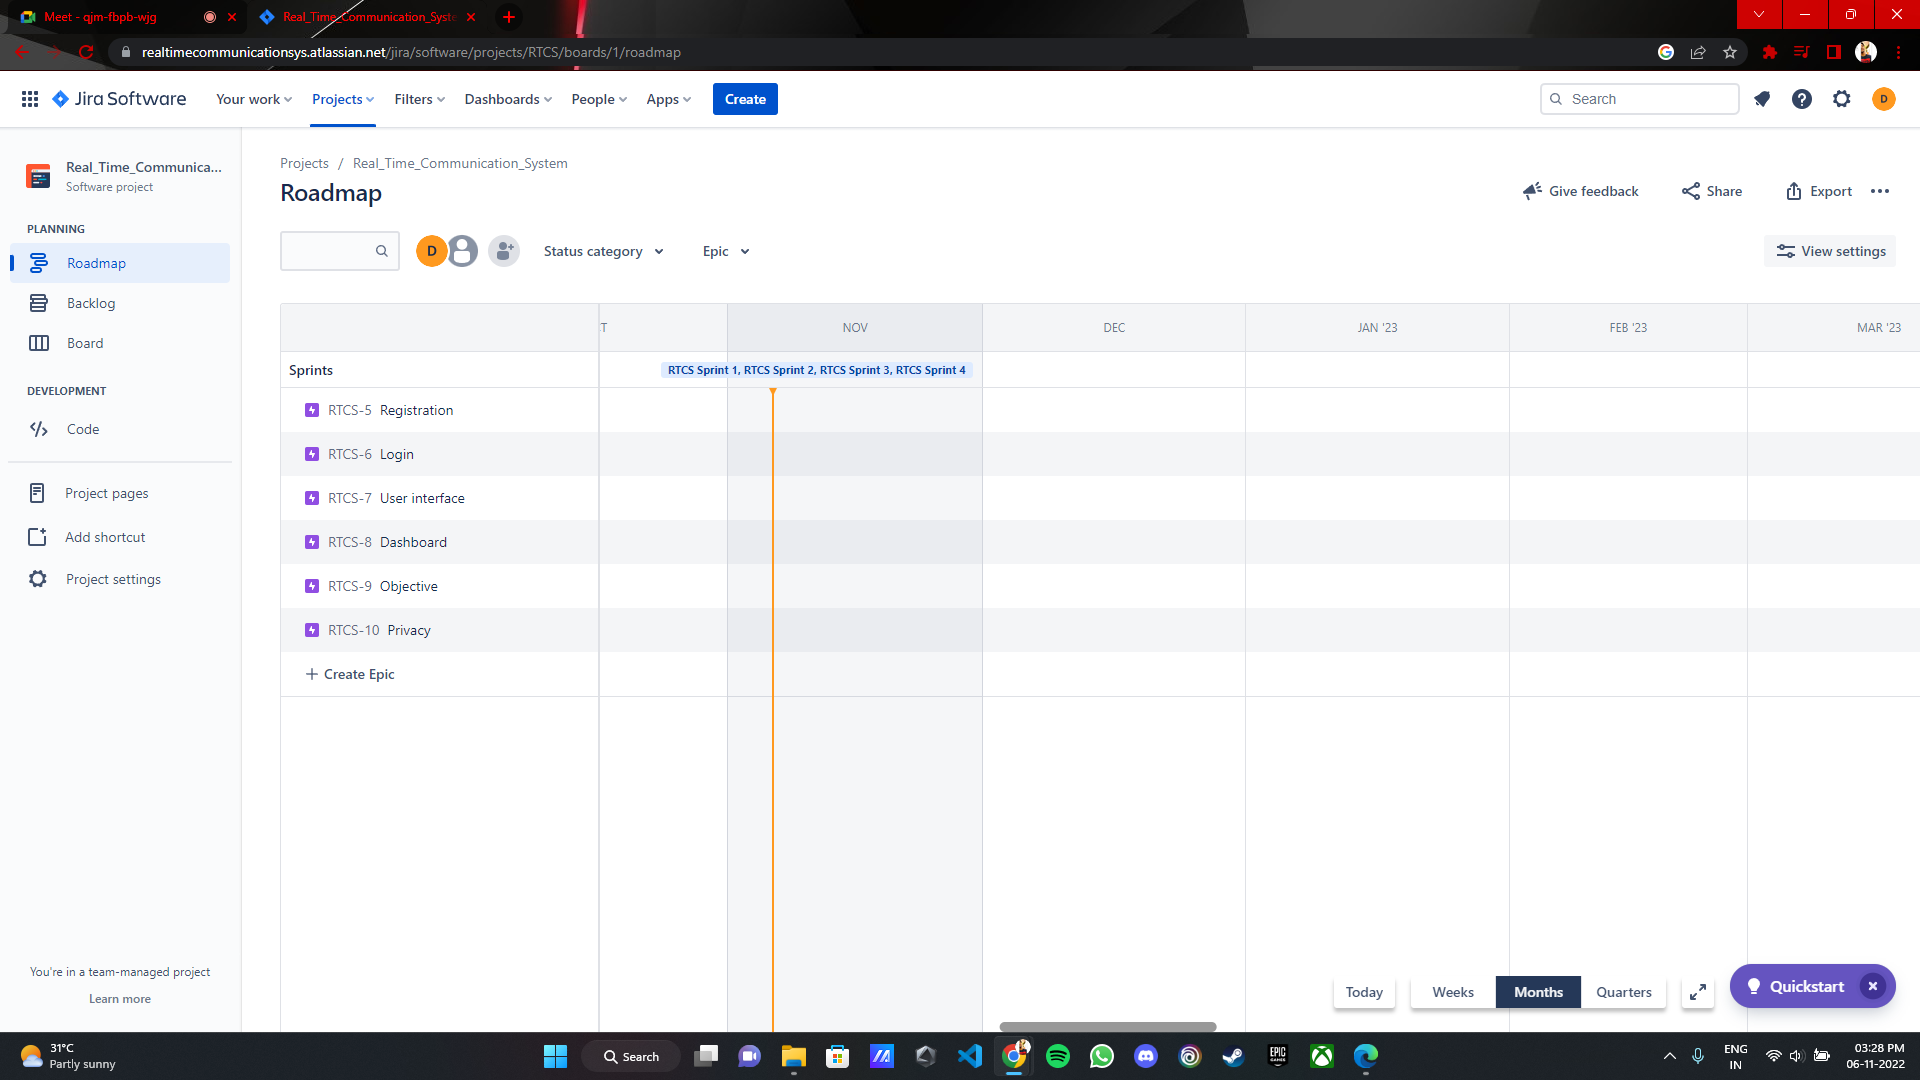 Meet - qjm-fbpb-wjg
Real_Time_Communication_Syste
realtimecommunicationsys.atlassian.net/jira/software/projects/RTCS/boards/1/roadmap
Jira Software
Your work
Projects
Filters
Dashboards
People
Apps
Create
Search
D
Real_Time_Communica...
Software project
PLANNING
Roadmap
Backlog
Board
DEVELOPMENT
Code
Project pages
Add shortcut
Project settings
You're in a team-managed project
Learn more
Projects / Real_Time_Communication_System
Roadmap
Give feedback
Share
Export
D
Status category
Epic
View settings
T
NOV
DEC
JAN '23
FEB '23
MAR '23
Sprints
RTCS Sprint 1, RTCS Sprint 2, RTCS Sprint 3, RTCS Sprint 4
RTCS-5 Registration
RTCS-6 Login
RTCS-7 User interface
RTCS-8 Dashboard
RTCS-9 Objective
RTCS-10 Privacy
+ Create Epic
Today
Weeks
Months
Quarters
Quickstart
31°C
Partly sunny
Search
EPIC
GAMES
ENG
IN
03:28 PM
06-11-2022